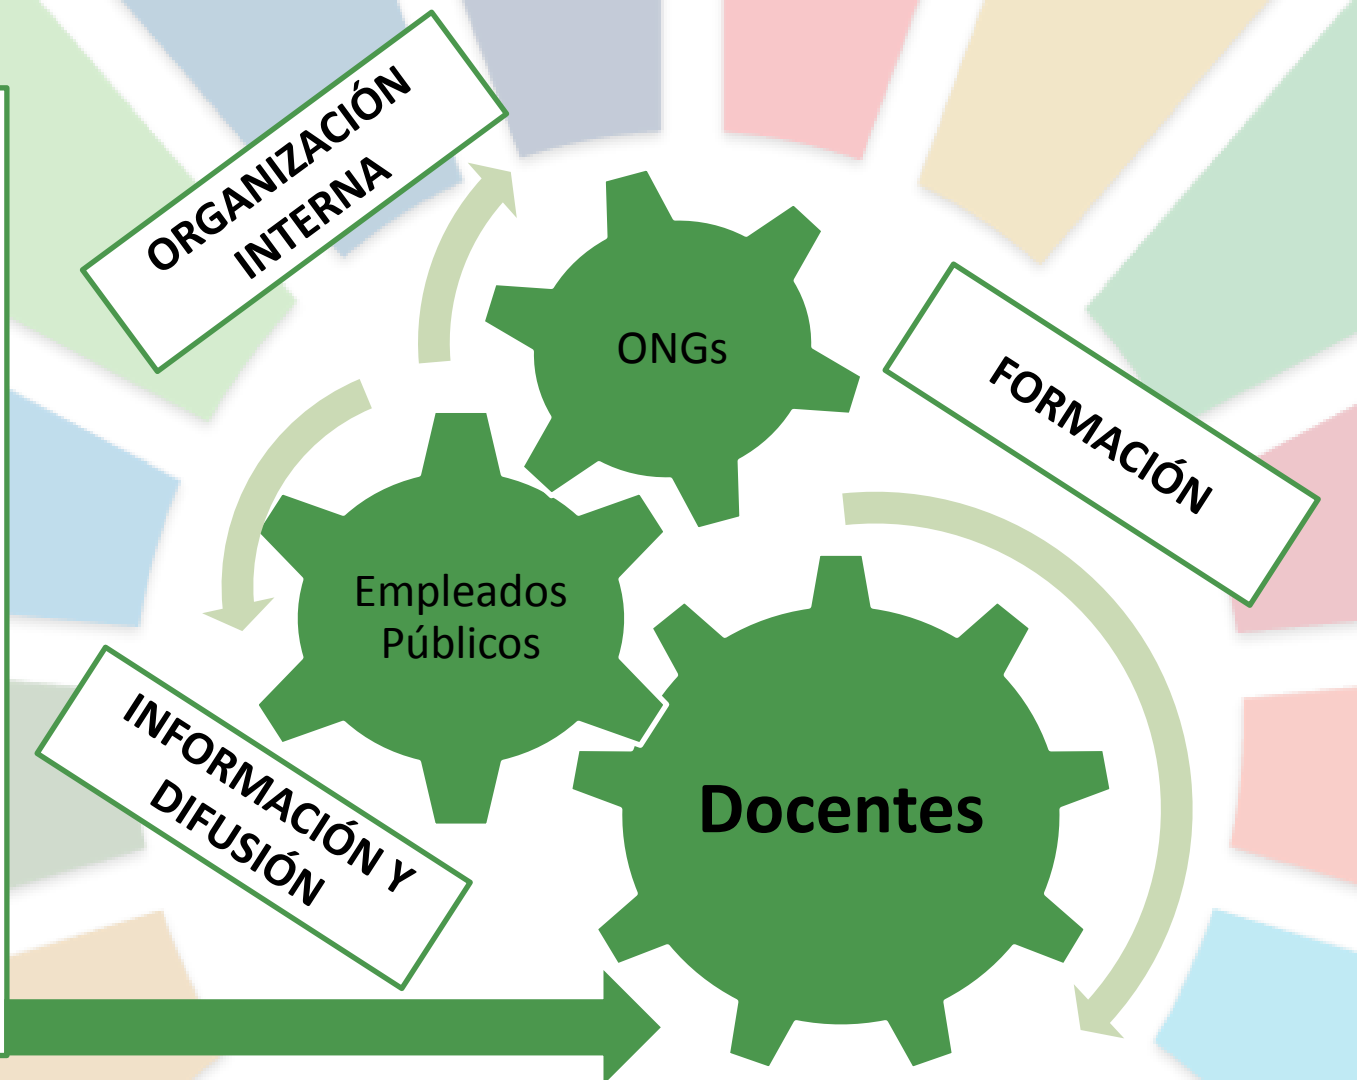 ORGANIZACIÓN
INTERNA
ONGs
FORMACIÓN
Empleados
Públicos
INFORMACIÓN Y
DIFUSIÓN
Docentes